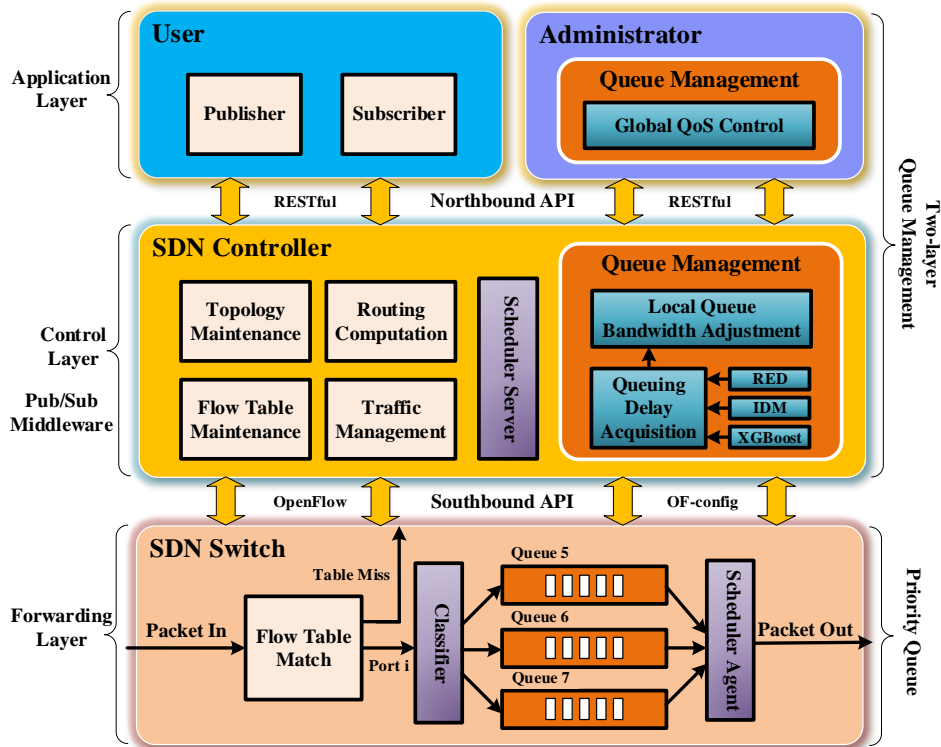 User
Administrator
Application
Layer
Publisher
Subscriber
Queue Management
Global QoS Control
RESTful
Northbound API
RESTful
Two-layer
Queue Management
SDN Controller
Control
Layer
Pub/Sub
Middleware
Topology
Maintenance
Routing
Computation
Flow Table
Maintenance
Traffic
Management
Scheduler Server
Queue Management
Local Queue
Bandwidth Adjustment
Queuing
Delay
Acquisition
RED
IDM
XGBoost
OpenFlow
Southbound API
OF-config
SDN Switch
Forwarding
Layer
Packet In
Flow Table
Match
Table Miss
Port i
Classifier
Queue 5
Queue 6
Queue 7
Scheduler Agent
Packet Out
Priority Queue